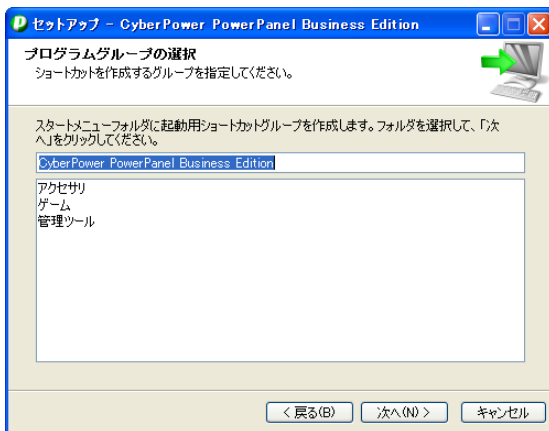 セットアップ - CyberPower PowerPanel Business Edition
プログラムグループの選択
ショートカットを作成するグループを指定してください。
スタートメニューフォルダに起動用ショートカットグループを作成します。フォルダを選択して、「次
へ」をクリックしてください。
CyberPower PowerPanel Business Edition
アクセサリ
ゲーム
管理ツール
< 戻る(B)
次へ(N) >
キャンセル